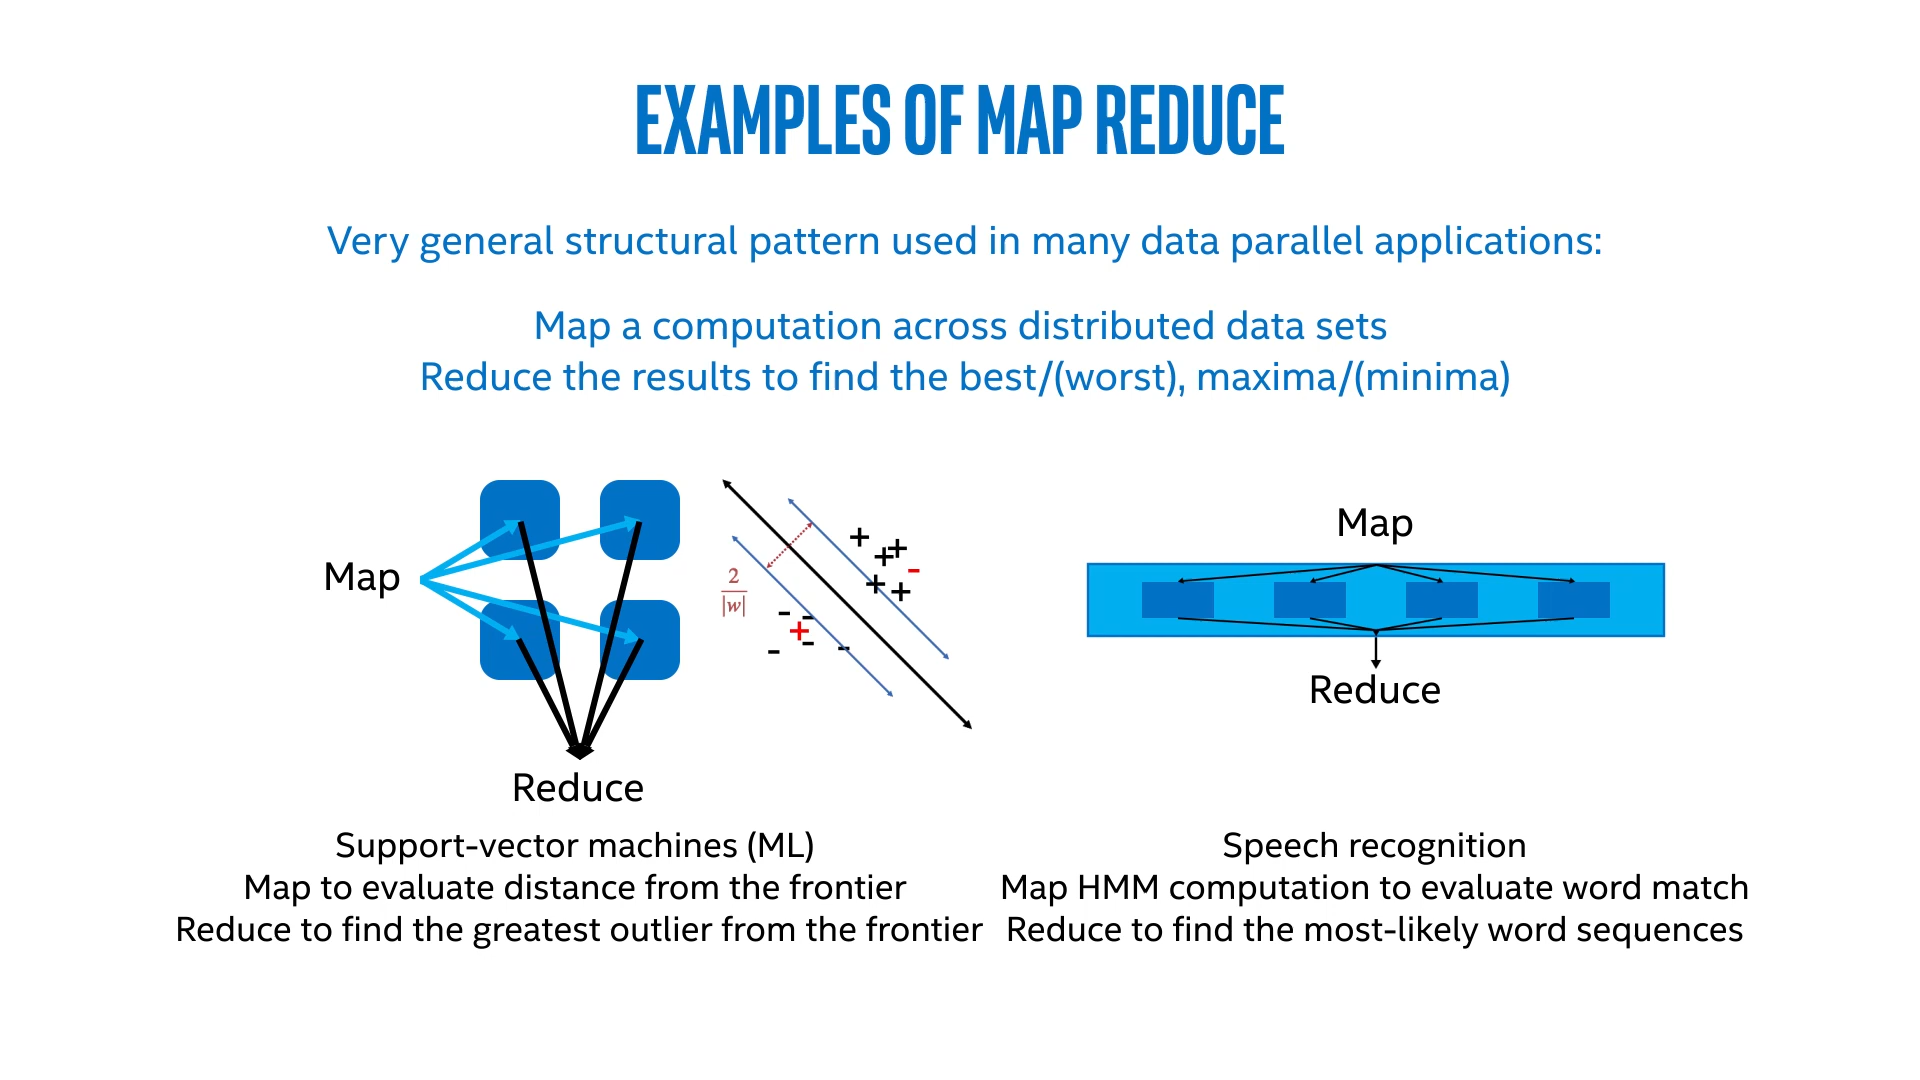 EXAMPLES OF MAP REDUCE
Very general structural pattern used in many data parallel applications:
Map a computation across distributed data sets
Reduce the results to find the best/(worst), maxima/(minima)
Map
Reduce
2
|w|
+
+
+
-
+
+
-
-
+
-
-
-
Support-vector machines (ML)
Map to evaluate distance from the frontier
Reduce to find the greatest outlier from the frontier
Map
Reduce
Speech recognition
Map HMM computation to evaluate word match
Reduce to find the most-likely word sequences